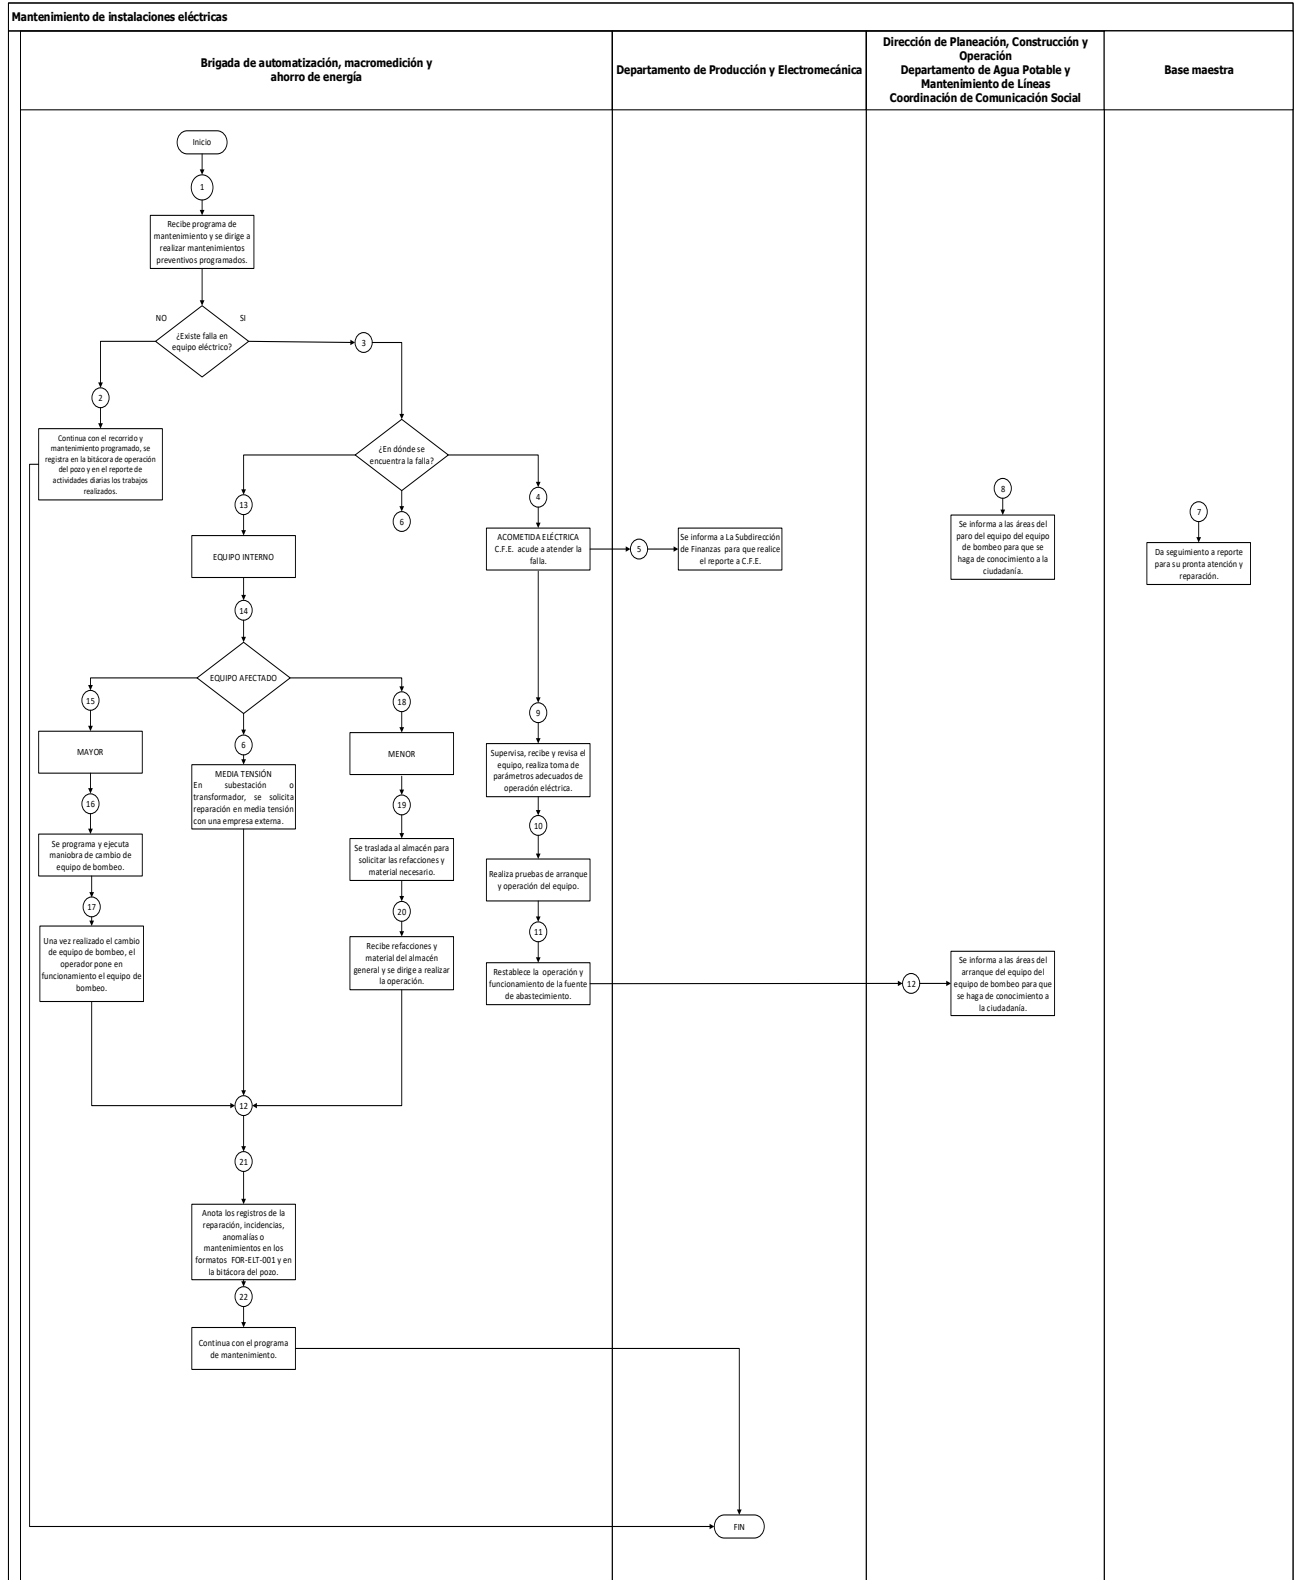 Mantenimiento de instalaciones eléctricas
Brigada de automatización, macromedición y
ahorro de energía
Departamento de Producción y Electromecánica
Dirección de Planeación, Construcción y
Operación
Departamento de Agua Potable y
Mantenimiento de Líneas
Coordinación de Comunicación Social
Base maestra
Inicio
1
Recibe programa de
mantenimiento y se dirige a
realizar mantenimientos
preventivos programados.
NO
SI
¿Existe falla en
equipo eléctrico?
3
2
Continua con el recorrido y
mantenimiento programado, se
registra en la bitácora de operación
del pozo y en el reporte de
actividades diarias los trabajos
realizados.
¿En dónde se
encuentra la falla?
13
6
4
8
7
EQUIPO INTERNO
ACOMETIDA ELÉCTRICA
C.F.E. acude a atender la
falla.
5
Se informa a La Subdirección
de Finanzas para que realice
el reporte a C.F.E.
Se informa a las áreas del
paro del equipo del equipo
de bombeo para que se
haga de conocimiento a la
ciudadanía.
Da seguimiento a reporte
para su pronta atención y
reparación.
14
EQUIPO AFECTADO
15
6
18
9
MAYOR
MEDIA TENSIÓN
En subestación o
transformador, se solicita
reparación en media tensión
con una empresa externa.
MENOR
Supervisa, recibe y revisa el
equipo, realiza toma de
parámetros adecuados de
operación eléctrica.
16
19
10
Se programa y ejecuta
maniobra de cambio de
equipo de bombeo.
Se traslada al almacén para
solicitar las refacciones y
material necesario.
Realiza pruebas de arranque
y operación del equipo.
17
20
11
Una vez realizado el cambio
de equipo de bombeo, el
operador pone en
funcionamiento el equipo de
bombeo.
Recibe refacciones y
material del almacén
general y se dirige a realizar
la operación.
Restablece la operación y
funcionamiento de la fuente
de abastecimiento.
12
Se informa a las áreas del
arranque del equipo del
equipo de bombeo para que
se haga de conocimiento a
la ciudadanía.
12
21
Anota los registros de la
reparación, incidencias,
anomalías o
mantenimientos en los
formatos FOR-ELT-001 y en
la bitácora del pozo.
22
Continua con el programa
de mantenimiento.
FIN